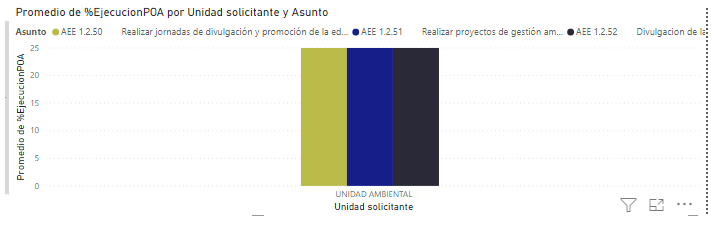 Promedio de %EjecucionPOA por Unidad solicitante y Asunto
Asunto AEE 1.2.50 Realizar jornadas de divulgación y promoción de la ed... AEE 1.2.51 Realizar proyectos de gestión am... AEE 1.2.52 Divulgacion de la
Promedio de %EjecucionPOA
25
20
15
10
5
0
UNIDAD AMBIENTAL
Unidad solicitante